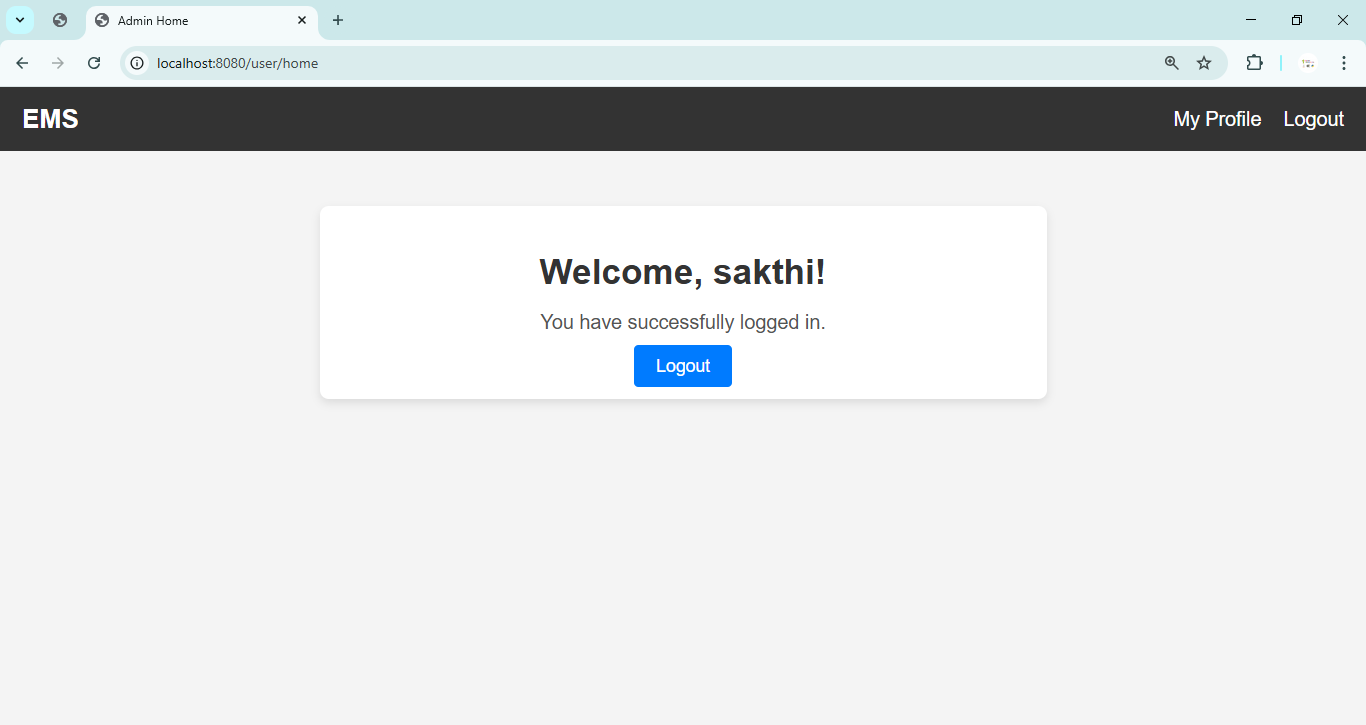 Admin Home
localhost:8080/user/home
EMS
My Profile
Logout
Welcome, sakthi!
You have successfully logged in.
Logout